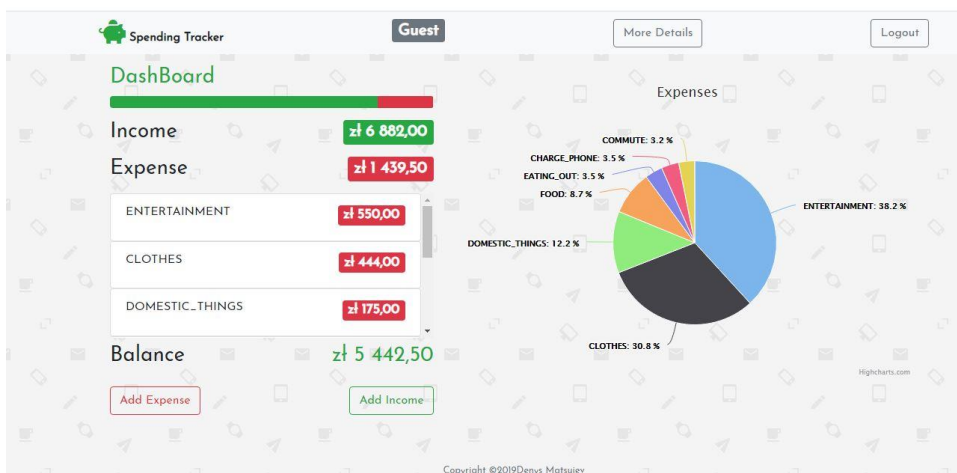 Spending Tracker
Guest
More Details
Logout
DashBoard
Income
zł 6 882,00
Expense
zł 1 439,50
ENTERTAINMENT
zł 550,00
CLOTHES
zł 444,00
DOMESTIC_THINGS
zł 175,00
Balance
zł 5 442,50
Add Expense
Add Income
Expenses
COMMUTE: 3.2 %
CHARGE_PHONE: 3.5 %
EATING_OUT: 3.5 %
FOOD: 8.7 %
ENTERTAINMENT: 38.2 %
DOMESTIC_THINGS: 12.2 %
CLOTHES: 30.8 %
Highcharts.com
Copyright ©2019Denys Matsuiev